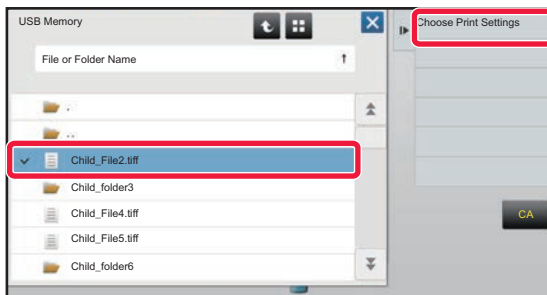 USB Memory
Choose Print Settings
File or Folder Name
.
..
Child_File2.tiff
Child_folder3
Child_File4.tiff
Child_File5.tiff
Child_folder6
CA